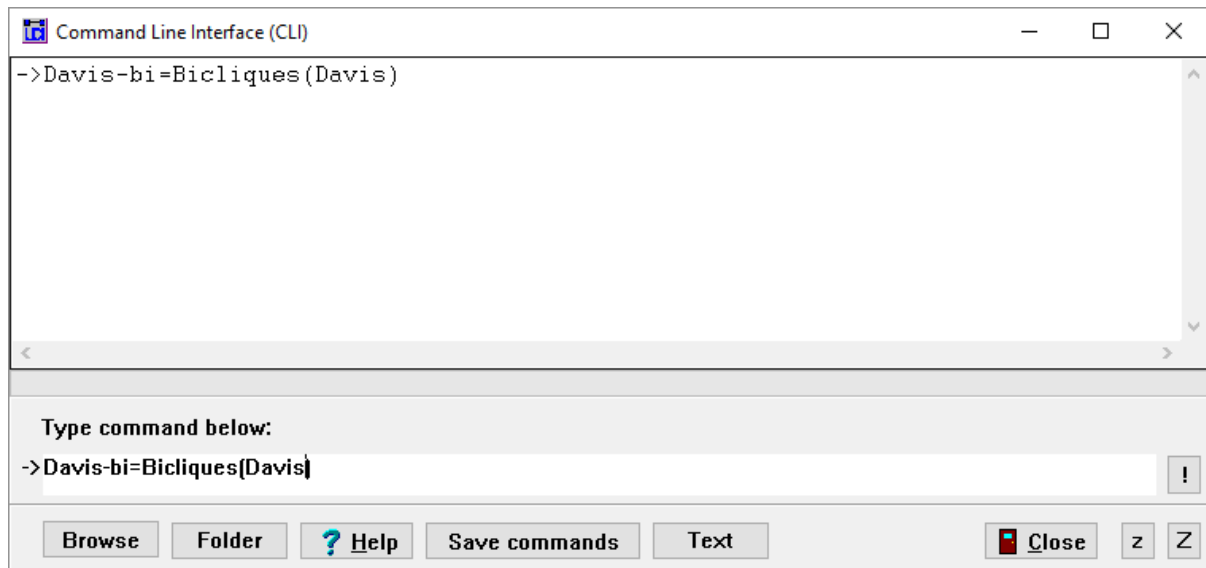 Command Line Interface (CLI)
->Davis-bi=Bicliques(Davis)
Type command below:
->Davis-bi=Bicliques(Davis)
!
Browse Folder ? Help Save commands Text Close z Z